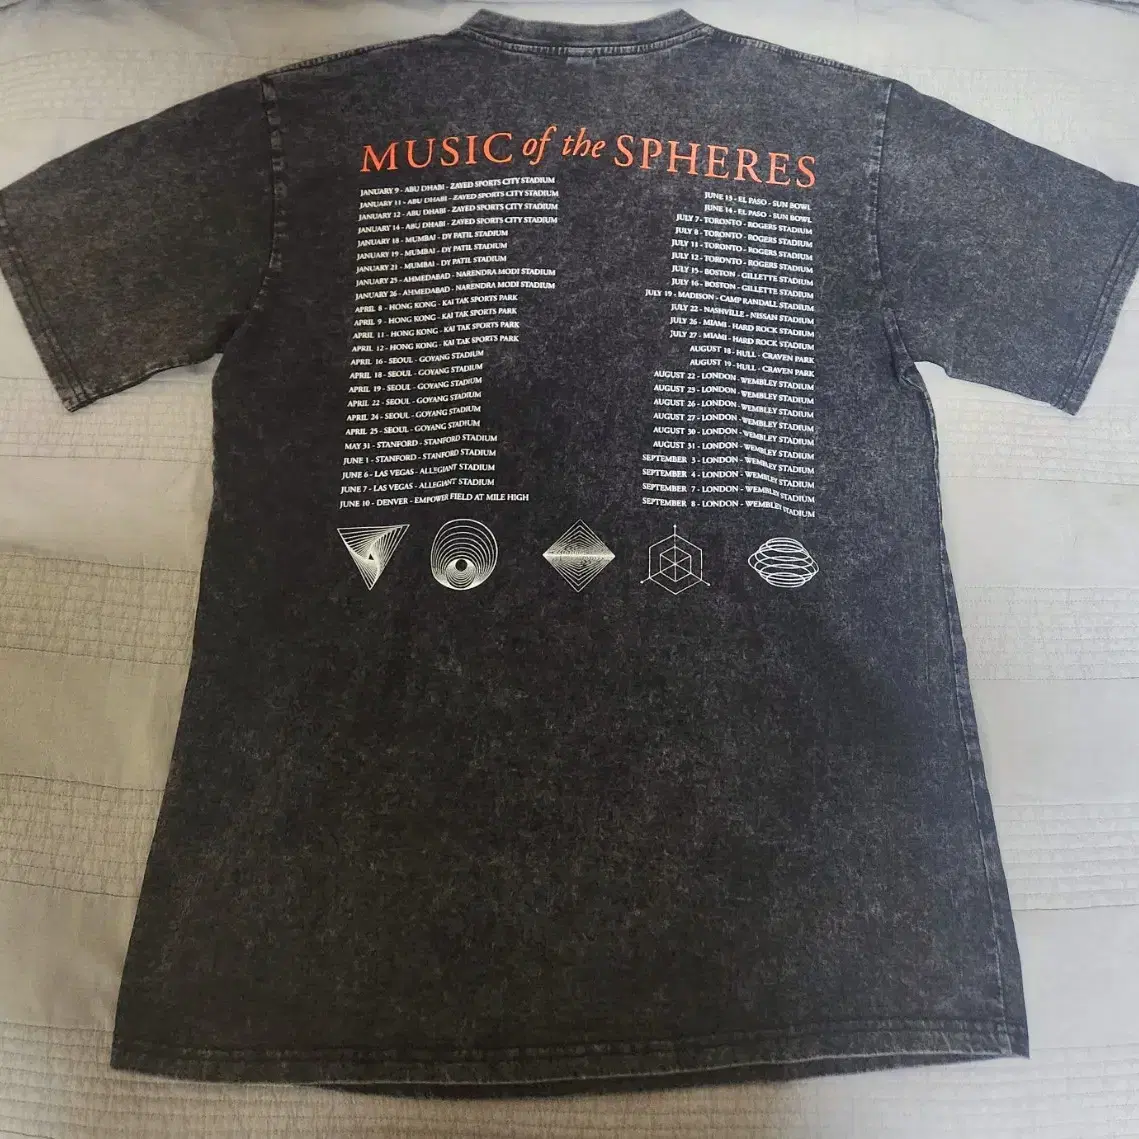 MUSIC of the SPHERES
JANUARY 9 - ABU DHABI - ZAYED SPORTS CITY STADIUM
JANUARY 11 - ABU DHABI - ZAYED SPORTS CITY STADIUM
JANUARY 12 - ABU DHABI - ZAYED SPORTS CITY STADIUM
JANUARY 14 - ABU DHABI - ZAYED SPORTS CITY STADIUM
JANUARY 18 - MUMBAI - DY PATIL STADIUM
JANUARY 19 - MUMBAI - DY PATIL STADIUM
JANUARY 21 - MUMBAI - DY PATIL STADIUM
JANUARY 25 - AHMEDABAD - NARENDRA MODI STADIUM
JANUARY 26 - AHMEDABAD - NARENDRA MODI STADIUM
APRIL 8 - HONG KONG - KAI TAK SPORTS PARK
APRIL 9 - HONG KONG - KAI TAK SPORTS PARK
APRIL 11 - HONG KONG - KAI TAK SPORTS PARK
APRIL 12 - HONG KONG - KAI TAK SPORTS PARK
APRIL 16 - SEOUL - GOYANG STADIUM
APRIL 18 - SEOUL - GOYANG STADIUM
APRIL 19 - SEOUL - GOYANG STADIUM
APRIL 22 - SEOUL - GOYANG STADIUM
APRIL 24 - SEOUL - GOYANG STADIUM
APRIL 25 - SEOUL - GOYANG STADIUM
MAY 31 - STANFORD - STANFORD STADIUM
JUNE 1 - STANFORD - STANFORD STADIUM
JUNE 6 - LAS VEGAS - ALLEGIANT STADIUM
JUNE 7 - LAS VEGAS - ALLEGIANT STADIUM
JUNE 10 - DENVER - EMPOWER FIELD AT MILE HIGH
JUNE 13 - EL PASO - SUN BOWL
JUNE 14 - EL PASO - SUN BOWL
JULY 7 - TORONTO - ROGERS STADIUM
JULY 8 - TORONTO - ROGERS STADIUM
JULY 11 - TORONTO - ROGERS STADIUM
JULY 12 - TORONTO - ROGERS STADIUM
JULY 15 - BOSTON - GILLETTE STADIUM
JULY 16 - BOSTON - GILLETTE STADIUM
JULY 19 - MADISON - CAMP RANDALL STADIUM
JULY 22 - NASHVILLE - NISSAN STADIUM
JULY 26 - MIAMI - HARD ROCK STADIUM
JULY 27 - MIAMI - HARD ROCK STADIUM
AUGUST 18 - HULL - CRAVEN PARK
AUGUST 19 - HULL - CRAVEN PARK
AUGUST 22 - LONDON - WEMBLEY STADIUM
AUGUST 23 - LONDON - WEMBLEY STADIUM
AUGUST 26 - LONDON - WEMBLEY STADIUM
AUGUST 27 - LONDON - WEMBLEY STADIUM
AUGUST 30 - LONDON - WEMBLEY STADIUM
AUGUST 31 - LONDON - WEMBLEY STADIUM
SEPTEMBER 3 - LONDON - WEMBLEY STADIUM
SEPTEMBER 4 - LONDON - WEMBLEY STADIUM
SEPTEMBER 7 - LONDON - WEMBLEY STADIUM
SEPTEMBER 8 - LONDON - WEMBLEY STADIUM